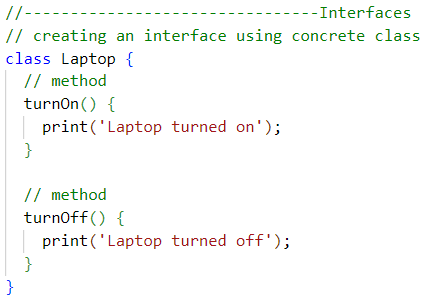 //--------------------------------Interfaces
// creating an interface using concrete class
class Laptop {
  // method
  turnOn() {
    print('Laptop turned on');
  }

  // method
  turnOff() {
    print('Laptop turned off');
  }
}